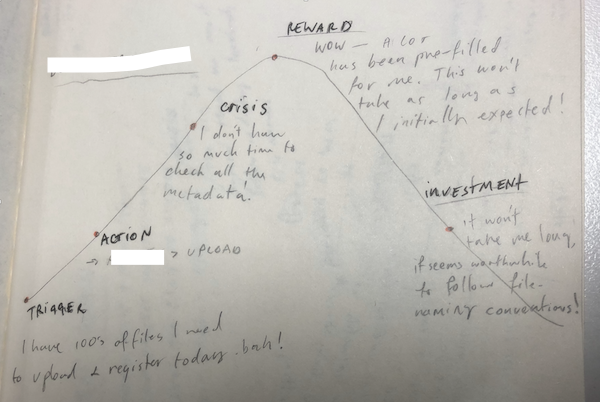 REWARD
WOW — A lot
has been pre-filled
for me. This won't
take as long as
I initially expected!
CRISIS
I don't have
so much time to
check all the
metadata!
INVESTMENT
it won't
take me long,
it seems worthwhile
to follow file-
naming conventions!
ACTION
→ > UPLOAD
TRIGGER
I have 100's of files I need
to upload & register today